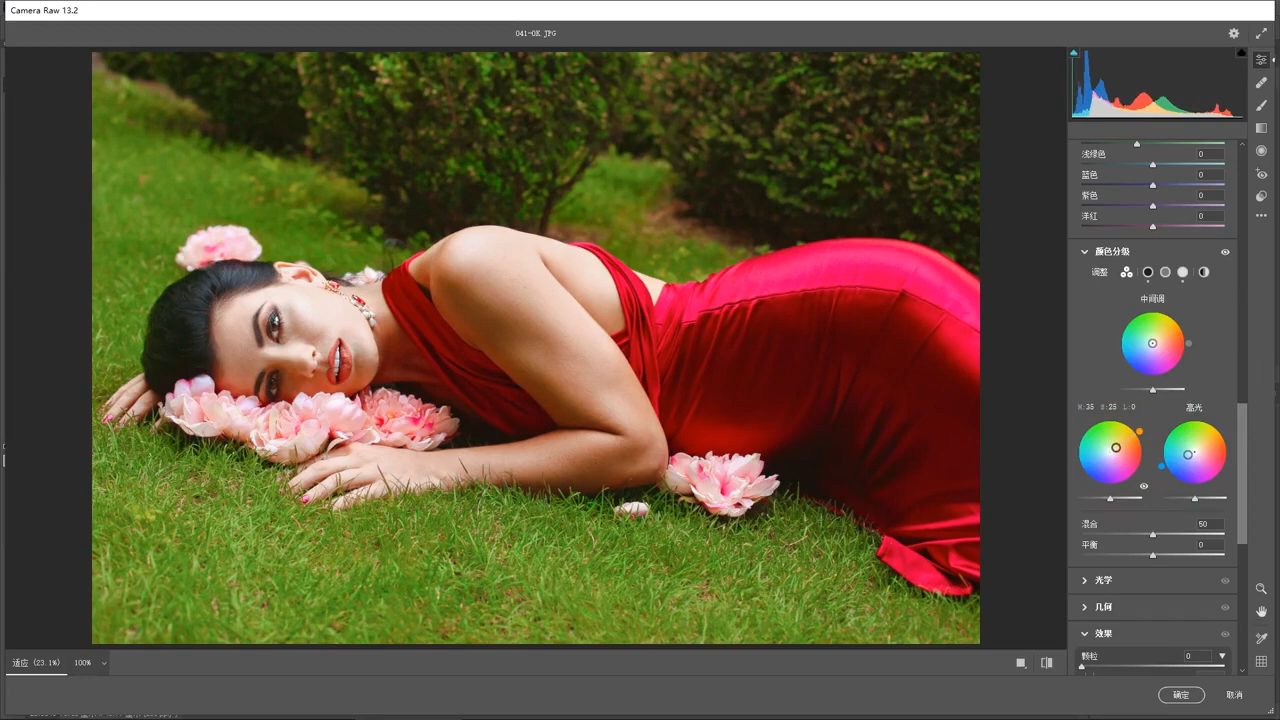 Camera Raw 13.2
041-OK.JPG
浅绿色 0
蓝色 0
紫色 0
洋红 0
颜色分级
调整
中间调
H:35 S:25 L:0 高光
混合 50
平衡 0
光学
几何
效果
颗粒 0
适应 (23.1%) 100%
确定 取消